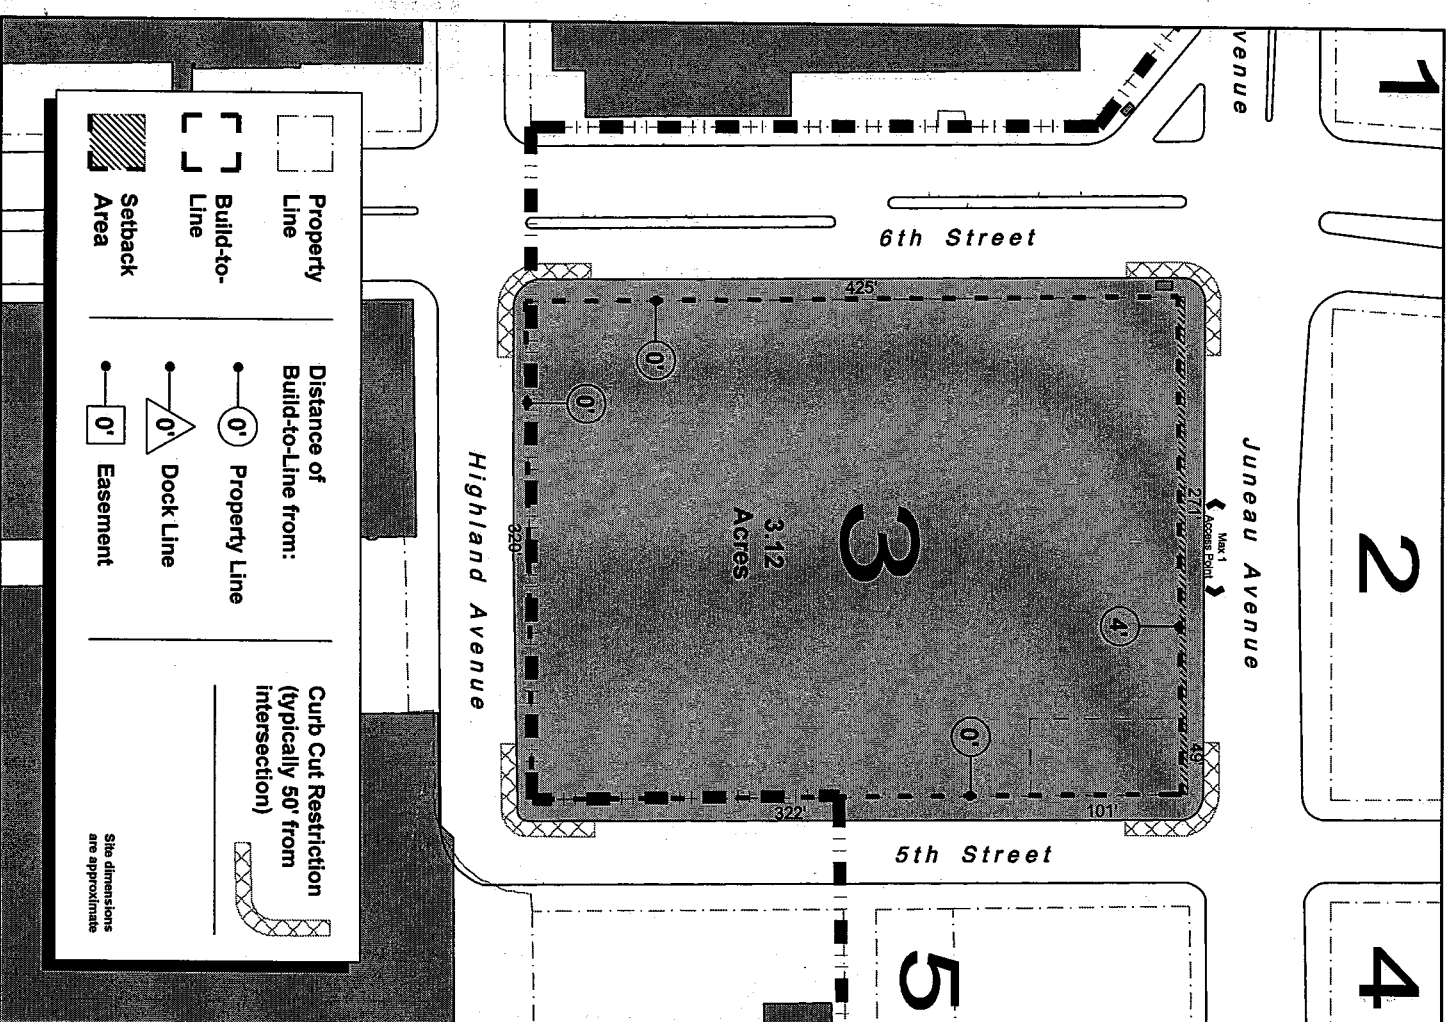 1
2
4
5
venue
6th Street
Juneau Avenue
Max 1
Access Point
425'
271'
49'
0'
0'
3
3.12
Acres
4'
0'
320'
322'
101'
Highland Avenue
5th Street
Property
Line
Build-to-
Line
Setback
Area
Distance of
Build-to-Line from:
0' Property Line
0' Dock Line
0' Easement
Curb Cut Restriction
(typically 50' from
intersection)
Site dimensions
are approximate